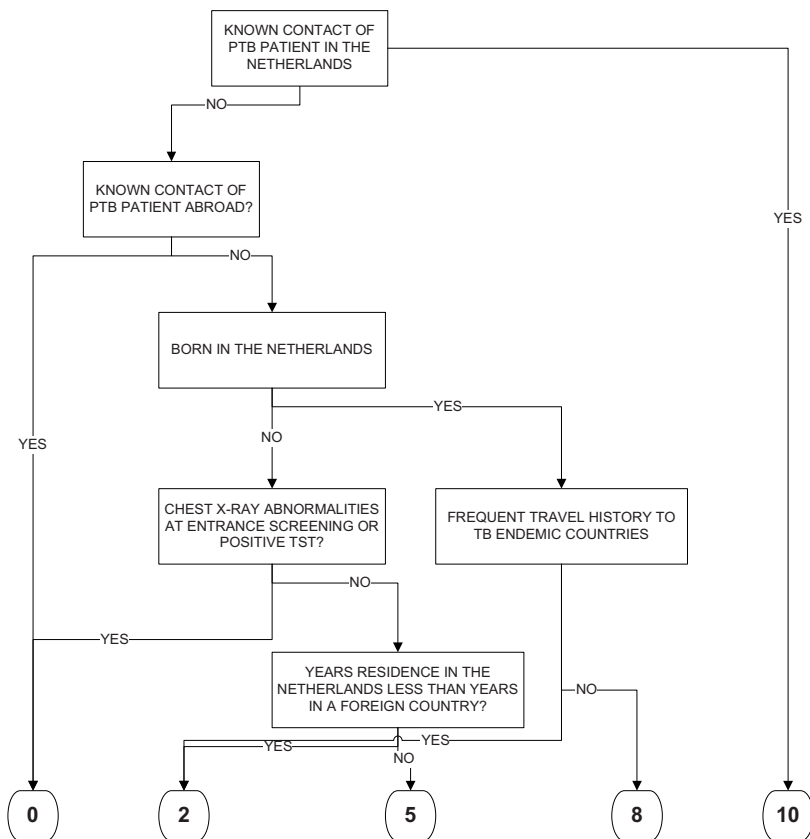 KNOWN CONTACT OF
PTB PATIENT IN THE
NETHERLANDS
NO
KNOWN CONTACT OF
PTB PATIENT ABROAD?
YES
NO
BORN IN THE NETHERLANDS
YES
YES
NO
CHEST X-RAY ABNORMALITIES
AT ENTRANCE SCREENING OR
POSITIVE TST?
FREQUENT TRAVEL HISTORY TO
TB ENDEMIC COUNTRIES
NO
YES
YEARS RESIDENCE IN THE
NETHERLANDS LESS THAN YEARS
IN A FOREIGN COUNTRY?
NO
YES
YES
NO
0
2
5
8
10